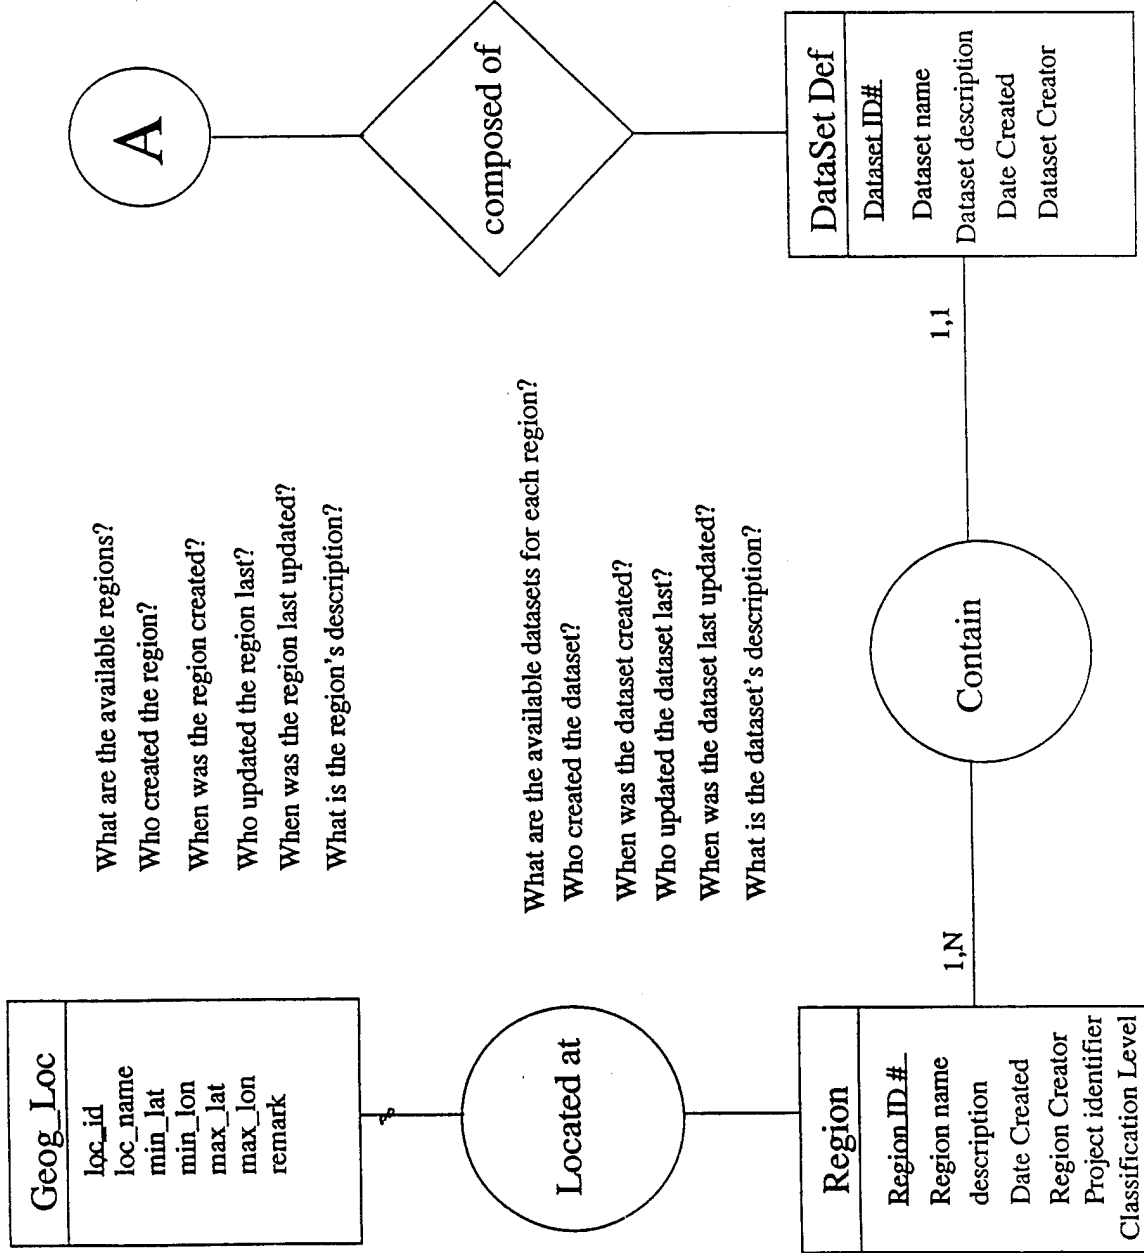 Geog_Loc
loc_id
loc_name
min_lat
min_lon
max_lat
max_lon
remark
What are the available regions?
Who created the region?
When was the region created?
Who updated the region last?
When was the region last updated?
What is the region's description?
A
Located at
What are the available datasets for each region?
Who created the dataset?
When was the dataset created?
Who updated the dataset last?
When was the dataset last updated?
What is the dataset's description?
composed of
Region
Region ID #
Region name
description
Date Created
Region Creator
Project identifier
Classification Level
1,N
Contain
1,1
DataSet Def
Dataset ID#
Dataset name
Dataset description
Date Created
Dataset Creator